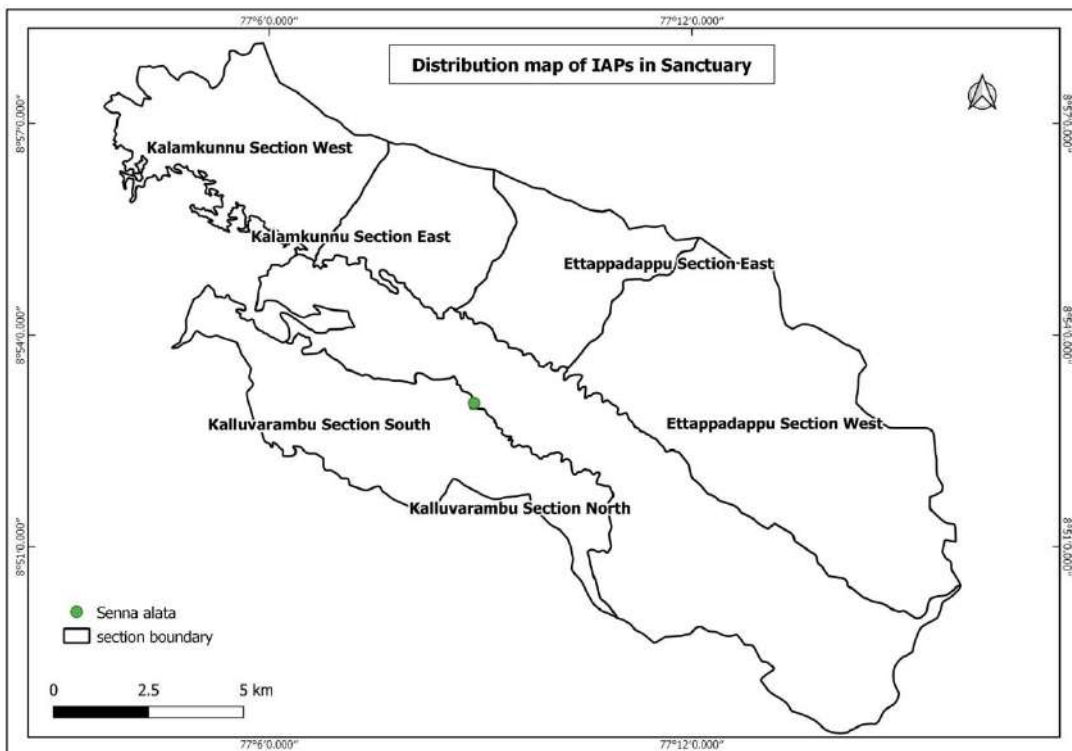 77°6'0.000"
77°12'0.000"
Distribution map of IAPs in Sanctuary
8°57'0.000"
8°57'0.000"
Kalamkunnu Section West
Kalamkunnu Section East
Ettappadappu Section East
8°54'0.000"
8°54'0.000"
Kalluvarambu Section South
Ettappadappu Section West
Kalluvarambu Section North
8°51'0.000"
8°51'0.000"
Senna alata
section boundary
0 2.5 5 km
77°6'0.000"
77°12'0.000"